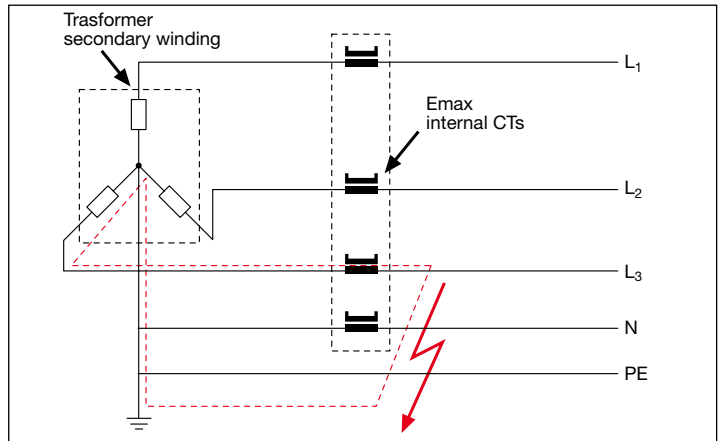 Trasformer
secondary winding
L1
Emax
internal CTs
L2
L3
N
PE